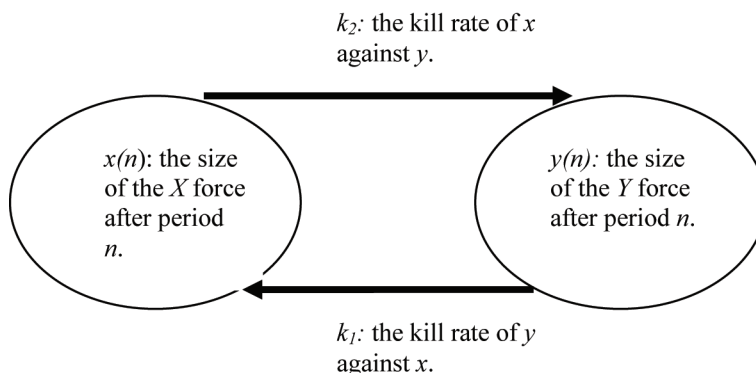 k₂: the kill rate of x
against y.
x(n): the size
of the X force
after period
n.
y(n): the size
of the Y force
after period n.
k₁: the kill rate of y
against x.